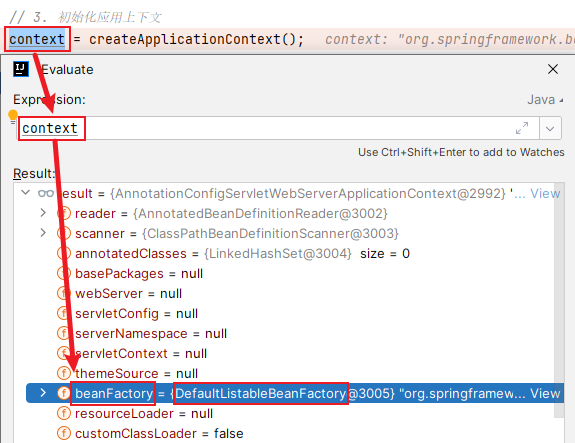 // 3. 初始化应用上下文
context = createApplicationContext(); context: "org.springframework.bo
Evaluate
Expression:
Java
context
Use Ctrl+Shift+Enter to add to Watches
Result:
result = {AnnotationConfigServletWebServerApplicationContext@2992} "... View
reader = {AnnotatedBeanDefinitionReader@3002}
scanner = {ClassPathBeanDefinitionScanner@3003}
annotatedClasses = {LinkedHashSet@3004} size = 0
basePackages = null
webServer = null
servletConfig = null
serverNamespace = null
servletContext = null
themeSource = null
beanFactory = {DefaultListableBeanFactory@3005} "org.springframew... View
resourceLoader = null
customClassLoader = false